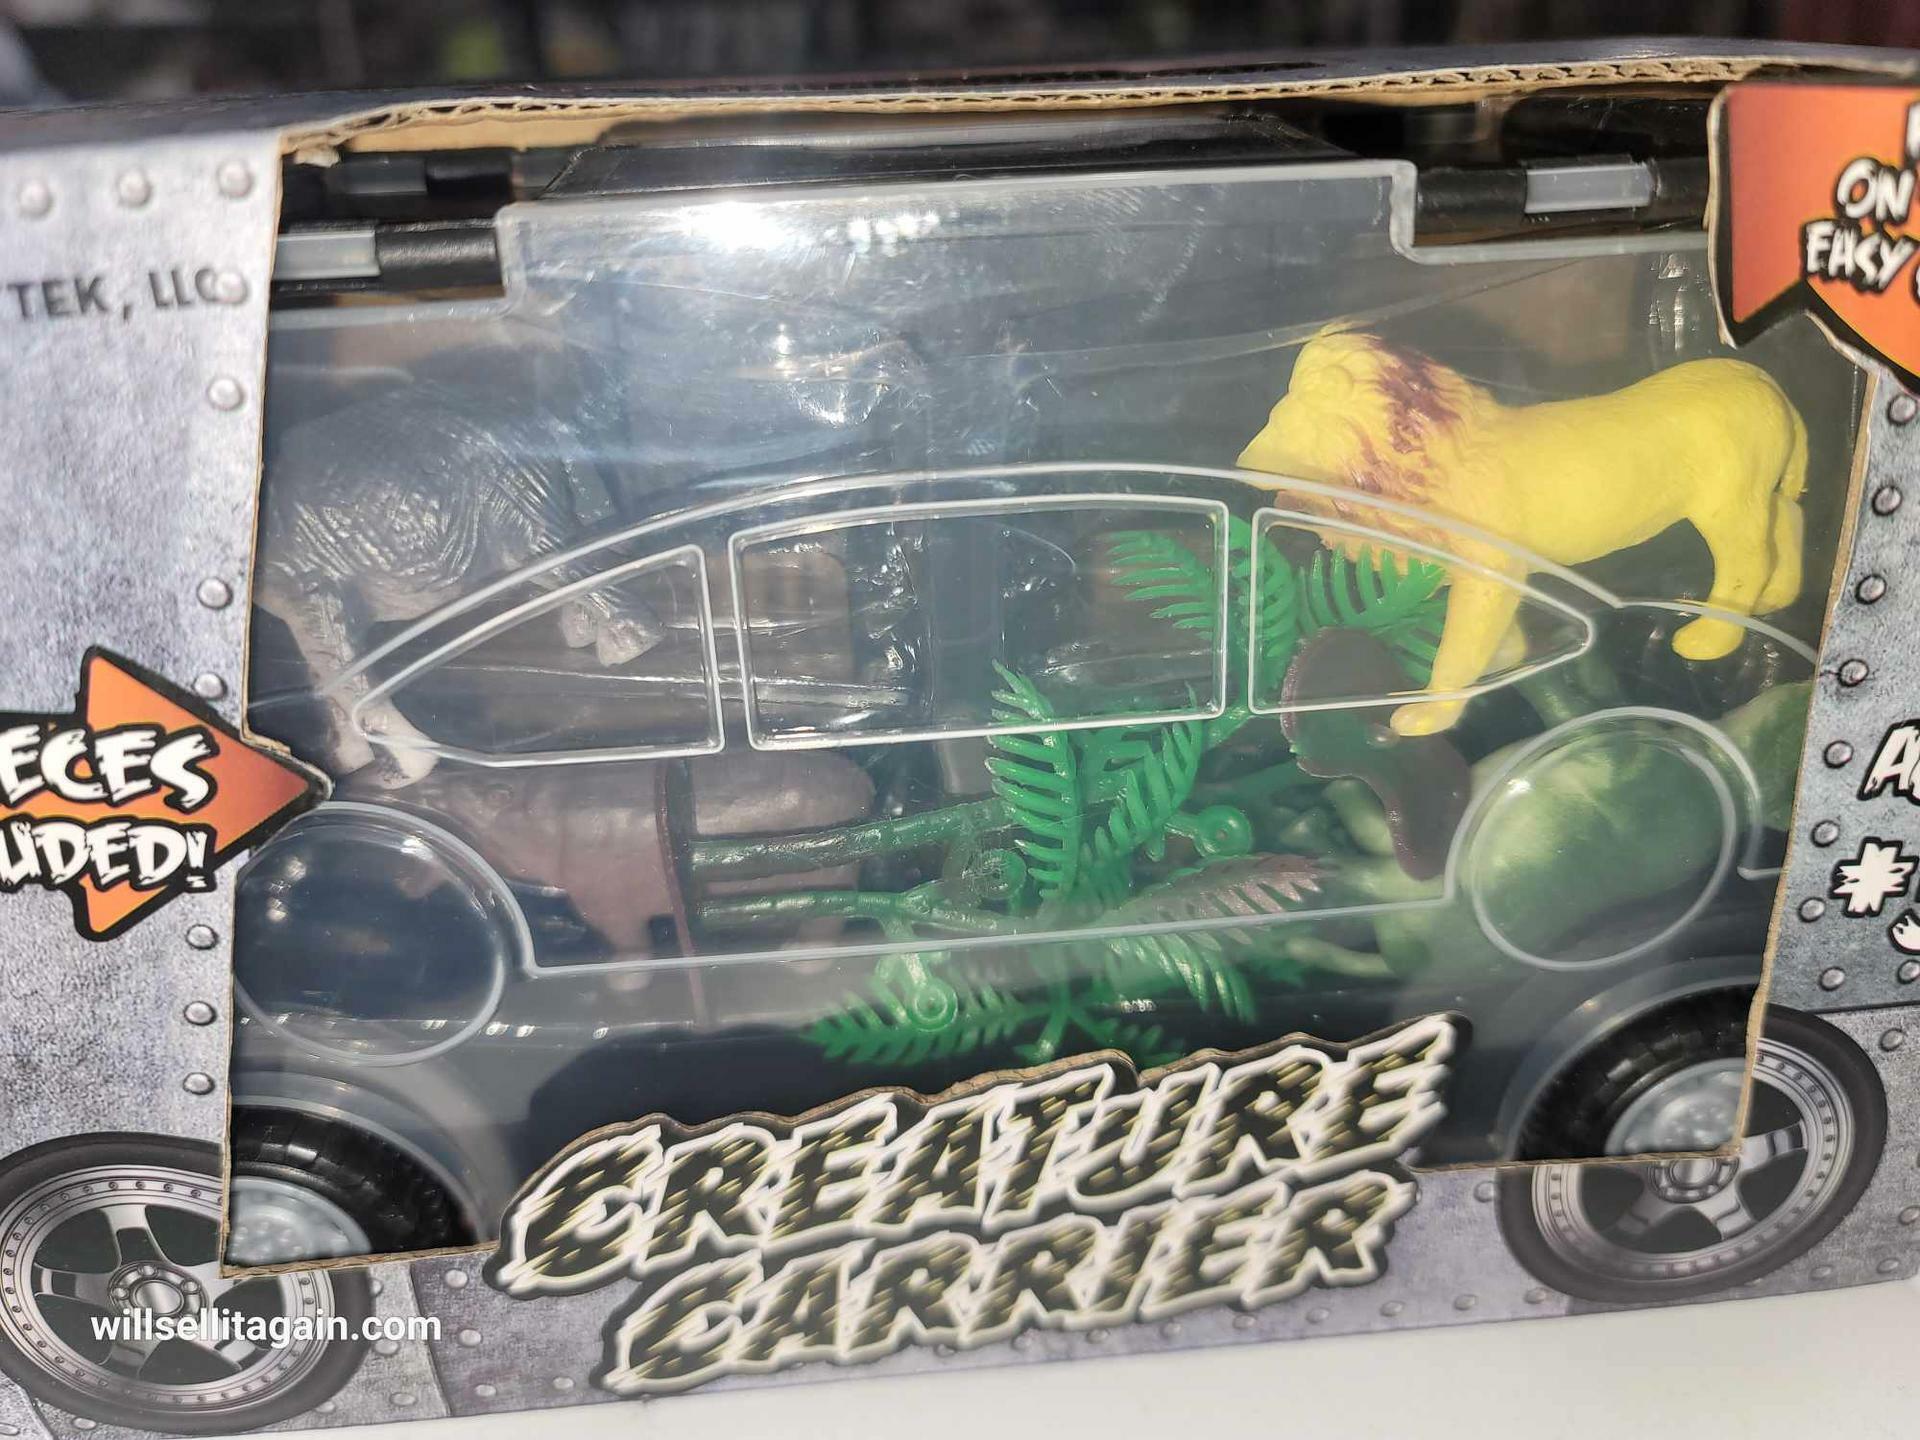 TEK, LLC
ON
EASY
ECES
UDED!
CREATURE
CARRIER
willsellitagain.com